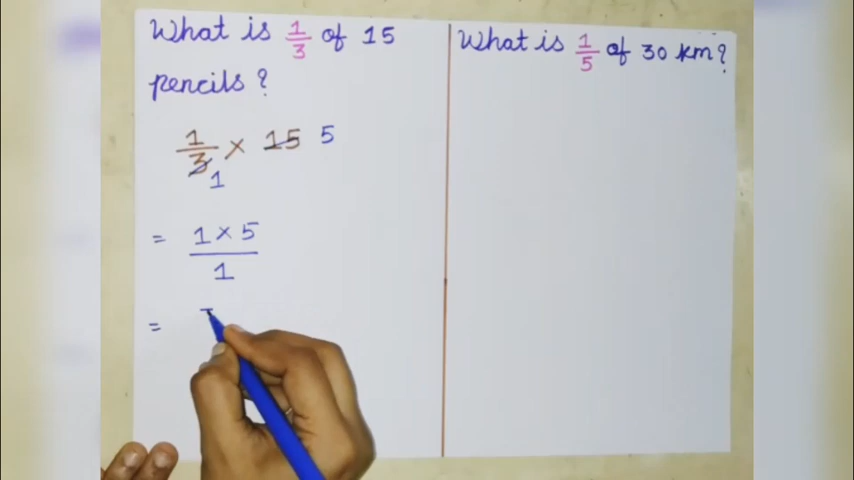 What is 1/3 of 15
pencils?
1/3 × 15 5
1
= 1 × 5
1
=
What is 1/5 of 30 km?